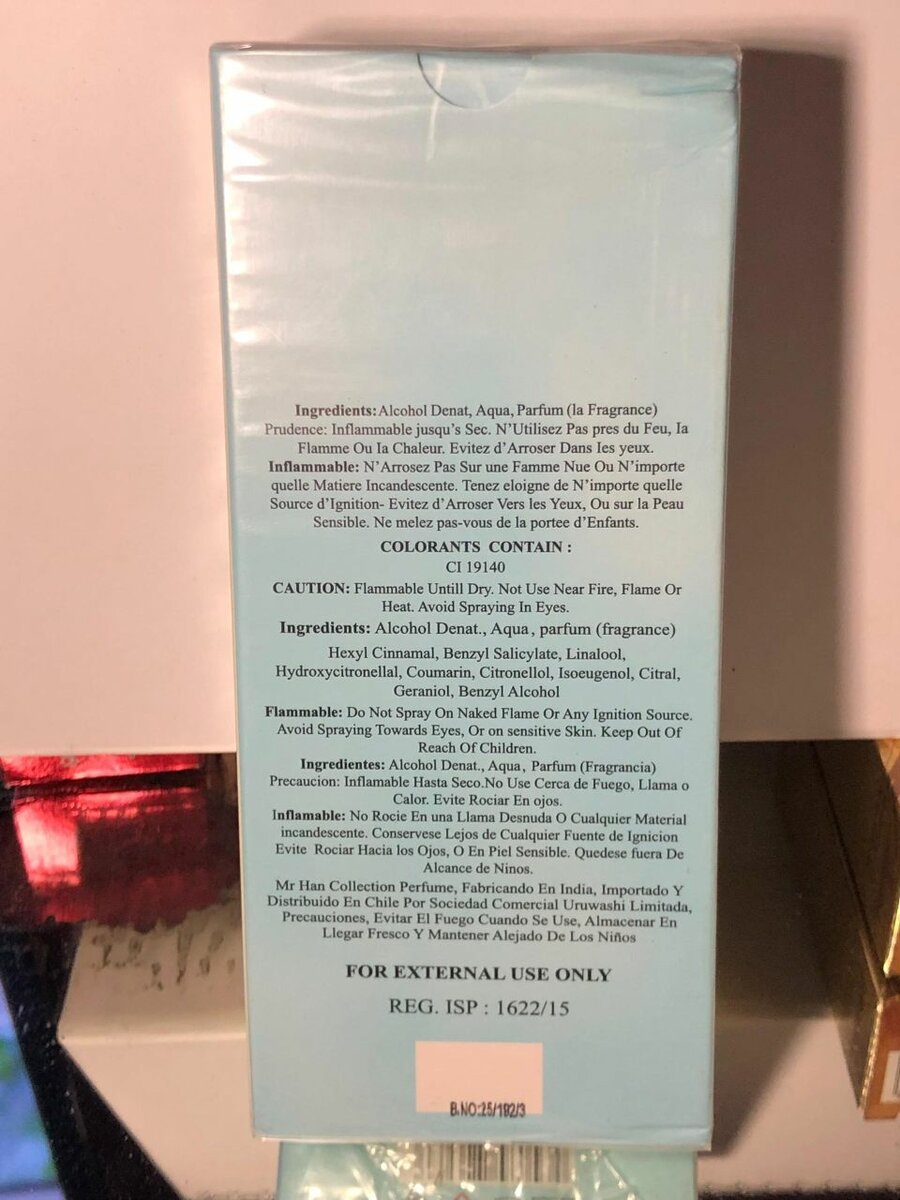 Ingredients: Alcohol Denat, Aqua, Parfum (la Fragrance)
Prudence: Inflammable jusqu's Sec. N'Utilisez Pas pres du Feu, Ia
Flamme Ou Ia Chaleur. Evitez d'Arroser Dans Ies yeux.
Inflammable: N'Arrosez Pas Sur une Famme Nue Ou N'importe
quelle Matiere Incandescente. Tenez eloigne de N'importe quelle
Source d'Ignition- Evitez d'Arroser Vers les Yeux, Ou sur la Peau
Sensible. Ne melez pas-vous de la portee d'Enfants.
COLORANTS CONTAIN :
CI 19140
CAUTION: Flammable Untill Dry. Not Use Near Fire, Flame Or
Heat. Avoid Spraying In Eyes.
Ingredients: Alcohol Denat., Aqua, parfum (fragrance)
Hexyl Cinnamal, Benzyl Salicylate, Linalool,
Hydroxycitronellal, Coumarin, Citronellol, Isoeugenol, Citral,
Geraniol, Benzyl Alcohol
Flammable: Do Not Spray On Naked Flame Or Any Ignition Source.
Avoid Spraying Towards Eyes, Or on sensitive Skin. Keep Out Of
Reach Of Children.
Ingredientes: Alcohol Denat., Aqua, Parfum (Fragrancia)
Precaucion: Inflamable Hasta Seco.No Use Cerca de Fuego, Llama o
Calor. Evite Rociar En ojos.
Inflamable: No Rocie En una Llama Desnuda O Cualquier Material
incandescente. Conservese Lejos de Cualquier Fuente de Ignicion
Evite Rociar Hacia los Ojos, O En Piel Sensible. Quedese fuera De
Alcance de Ninos.
Mr Han Collection Perfume, Fabricando En India, Importado Y
Distribuido En Chile Por Sociedad Comercial Uruwashi Limitada,
Precauciones, Evitar El Fuego Cuando Se Use, Almacenar En
Llegar Fresco Y Mantener Alejado De Los Niños
FOR EXTERNAL USE ONLY
REG. ISP : 1622/15
B.NO:25/192/3